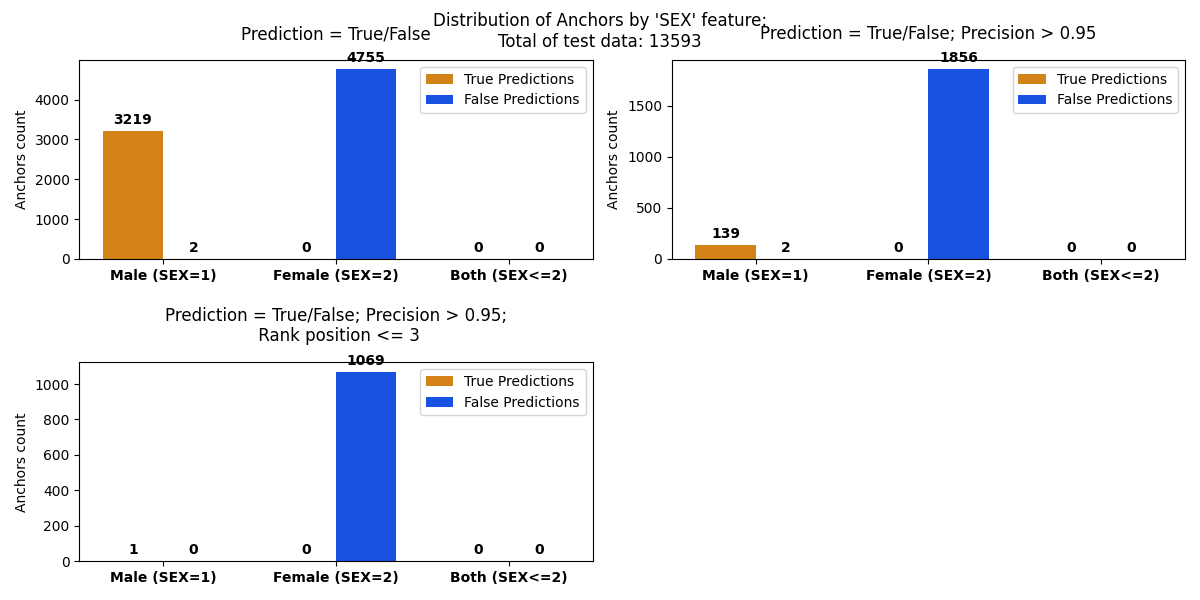 Distribution of Anchors by 'SEX' feature;
Total of test data: 13593
Prediction = True/False
4755
3219
2
0
0
0
True Predictions
False Predictions
4000
3000
2000
1000
0
Anchors count
Male (SEX=1)
Female (SEX=2)
Both (SEX<=2)
Prediction = True/False; Precision > 0.95
1856
139
2
0
0
0
True Predictions
False Predictions
1500
1000
500
0
Anchors count
Male (SEX=1)
Female (SEX=2)
Both (SEX<=2)
Prediction = True/False; Precision > 0.95;
Rank position <= 3
1069
1
0
0
0
0
True Predictions
False Predictions
1000
800
600
400
200
0
Anchors count
Male (SEX=1)
Female (SEX=2)
Both (SEX<=2)